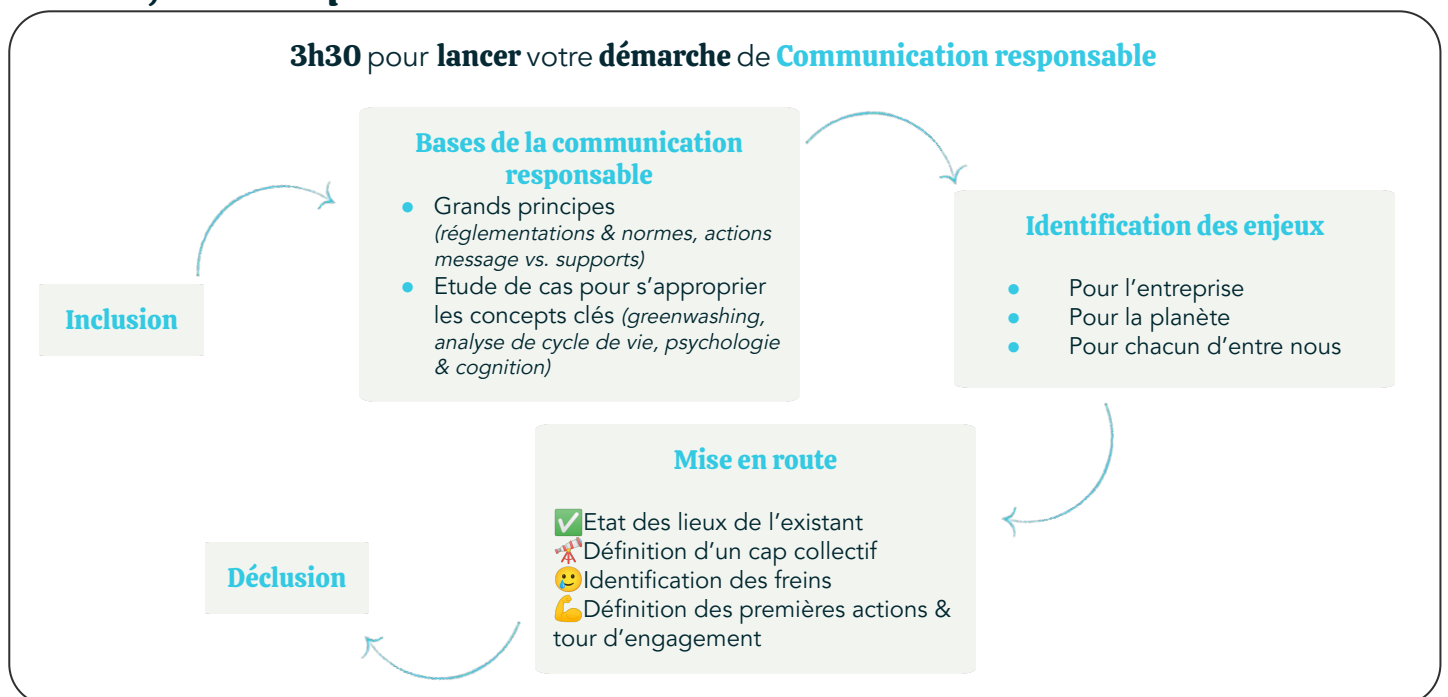 3h30 pour lancer votre démarche de Communication responsable
Inclusion
Bases de la communication
responsable
● Grands principes
(réglementations & normes, actions
message vs. supports)
● Etude de cas pour s’approprier
les concepts clés (greenwashing,
analyse de cycle de vie, psychologie
& cognition)
Identification des enjeux
● Pour l’entreprise
● Pour la planète
● Pour chacun d’entre nous
Mise en route
✅Etat des lieux de l’existant
🔭Définition d’un cap collectif
🥲Identification des freins
💪Définition des premières actions &
tour d’engagement
Déclusion